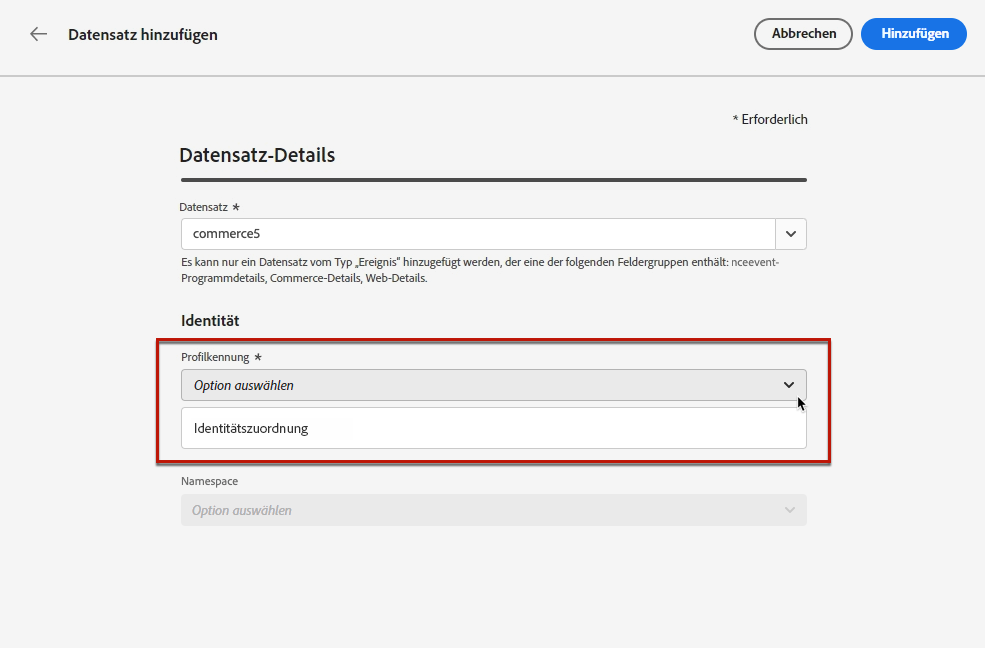 Datensatz hinzufügen
Abbrechen
Hinzufügen
* Erforderlich
Datensatz-Details
Datensatz *
commerce5
Es kann nur ein Datensatz vom Typ „Ereignis“ hinzugefügt werden, der eine der folgenden Feldergruppen enthält: nceevent-
Programmdetails, Commerce-Details, Web-Details.
Identität
Profilkennung *
Option auswählen
Identitätszuordnung
Namespace
Option auswählen